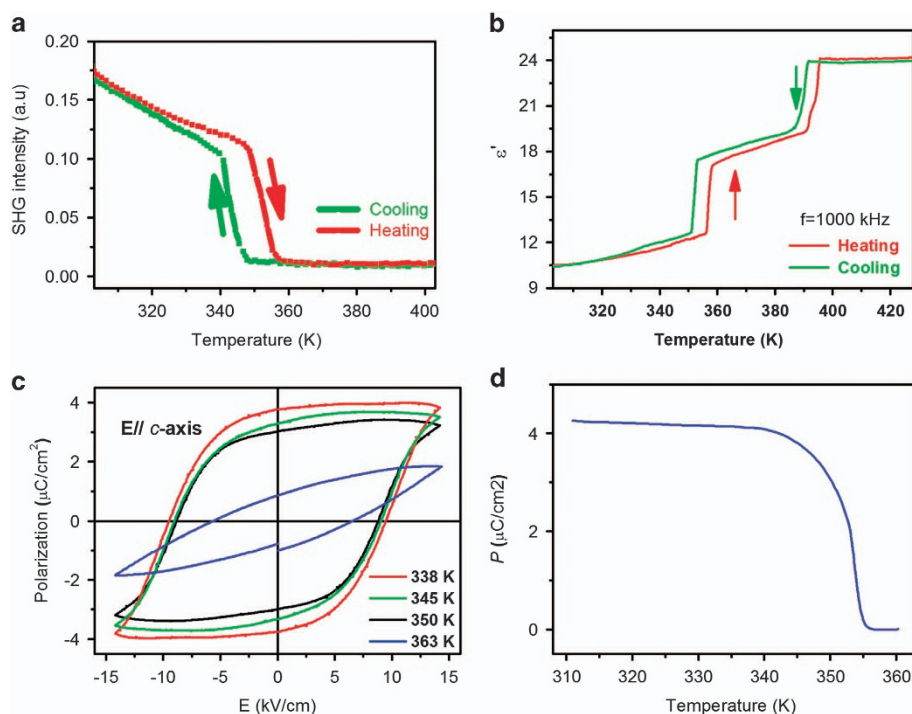 a
0.20
0.15
0.10
0.05
0.00
SHG intensity (a.u)
Cooling
Heating
320 340 360 380 400
Temperature (K)
b
24
21
18
15
12
9
ε'
f=1000 kHz
Heating
Cooling
320 340 360 380 400 420
Temperature (K)
c
4
2
0
-2
-4
Polarization (μC/cm²)
E// c-axis
338 K
345 K
350 K
363 K
-15 -10 -5 0 5 10 15
E (kV/cm)
d
4
2
0
P (μC/cm2)
310 320 330 340 350 360
Temperature (K)